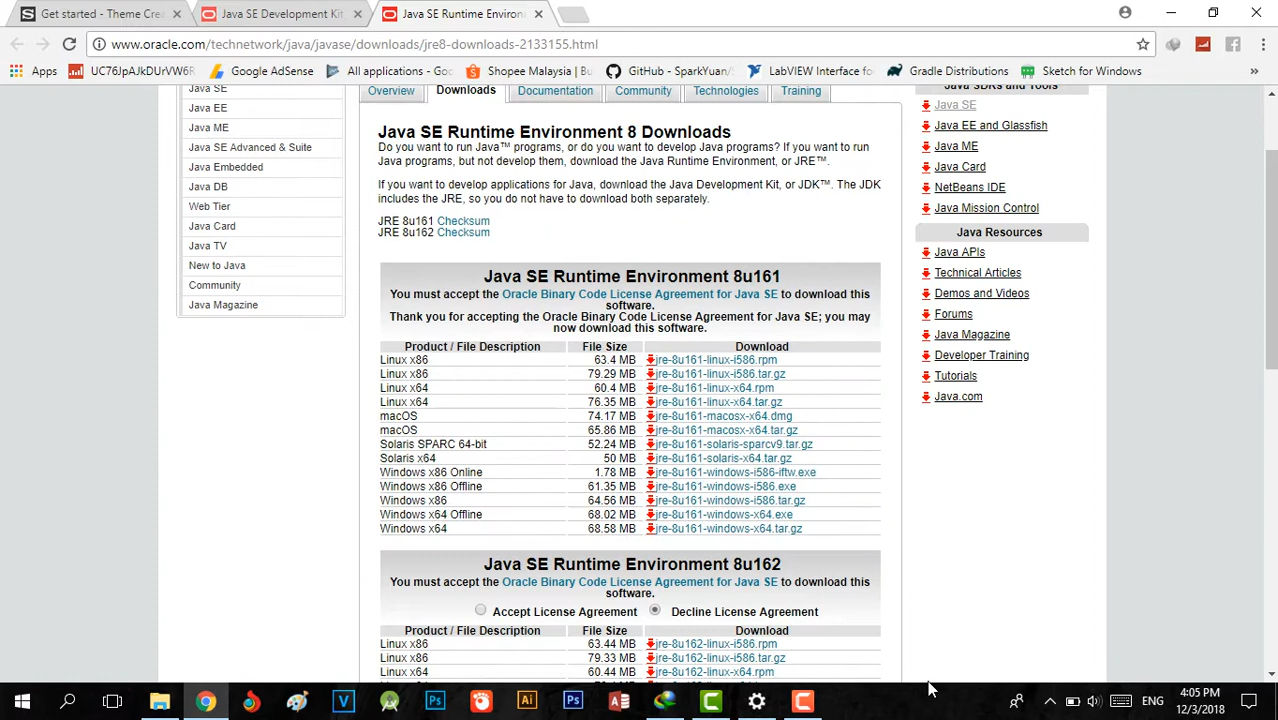 Get started - Theme Cre
Java SE Development Kit
Java SE Runtime Environ
www.oracle.com/technetwork/java/javase/downloads/jre8-downloads-2133155.html
Apps
UC76JpAJkDUrVW6R
Google AdSense
All applications - goog
Shopee Malaysia | Bu
GitHub - SparkYuan/S
LabVIEW Interface fo
Gradle Distributions
Sketch for Windows
»
Java SE
Java EE
Java ME
Java SE Advanced & Suite
Java Embedded
Java DB
Web Tier
Java Card
Java TV
New to Java
Community
Java Magazine
Overview
Downloads
Documentation
Community
Technologies
Training
Java SE Runtime Environment 8 Downloads
Do you want to run Java™ programs, or do you want to develop Java programs? If you want to run
Java programs, but not develop them, download the Java Runtime Environment, or JRE™.
If you want to develop applications for Java, download the Java Development Kit, or JDK™. The JDK
includes the JRE, so you do not have to download both separately.
JRE 8u161 Checksum
JRE 8u162 Checksum
Java SE Runtime Environment 8u161
You must accept the Oracle Binary Code License Agreement for Java SE to download this
software.
Thank you for accepting the Oracle Binary Code License Agreement for Java SE; you may
now download this software.
Product / File Description File Size Download
Linux x86 63.4 MB jre-8u161-linux-i586.rpm
Linux x86 79.29 MB jre-8u161-linux-i586.tar.gz
Linux x64 60.4 MB jre-8u161-linux-x64.rpm
Linux x64 76.35 MB jre-8u161-linux-x64.tar.gz
macOS 74.17 MB jre-8u161-macosx-x64.dmg
macOS 65.86 MB jre-8u161-macosx-x64.tar.gz
Solaris SPARC 64-bit 52.24 MB jre-8u161-solaris-sparcv9.tar.gz
Solaris x64 50 MB jre-8u161-solaris-x64.tar.gz
Windows x86 Online 1.78 MB jre-8u161-windows-i586-iftw.exe
Windows x86 Offline 61.35 MB jre-8u161-windows-i586.exe
Windows x86 64.56 MB jre-8u161-windows-i586.tar.gz
Windows x64 Offline 68.02 MB jre-8u161-windows-x64.exe
Windows x64 68.58 MB jre-8u161-windows-x64.tar.gz
Java SE Runtime Environment 8u162
You must accept the Oracle Binary Code License Agreement for Java SE to download this
software.
Accept License Agreement Decline License Agreement
Product / File Description File Size Download
Linux x86 63.44 MB jre-8u162-linux-i586.rpm
Linux x86 79.33 MB jre-8u162-linux-i586.tar.gz
Linux x64 60.44 MB jre-8u162-linux-x64.rpm
Java SDKs and Tools
Java SE
Java EE and Glassfish
Java ME
Java Card
NetBeans IDE
Java Mission Control
Java Resources
Java APIs
Technical Articles
Demos and Videos
Forums
Java Magazine
Developer Training
Tutorials
Java.com
V
Ps
Ai
Ps
ENG
4:05 PM
12/3/2018